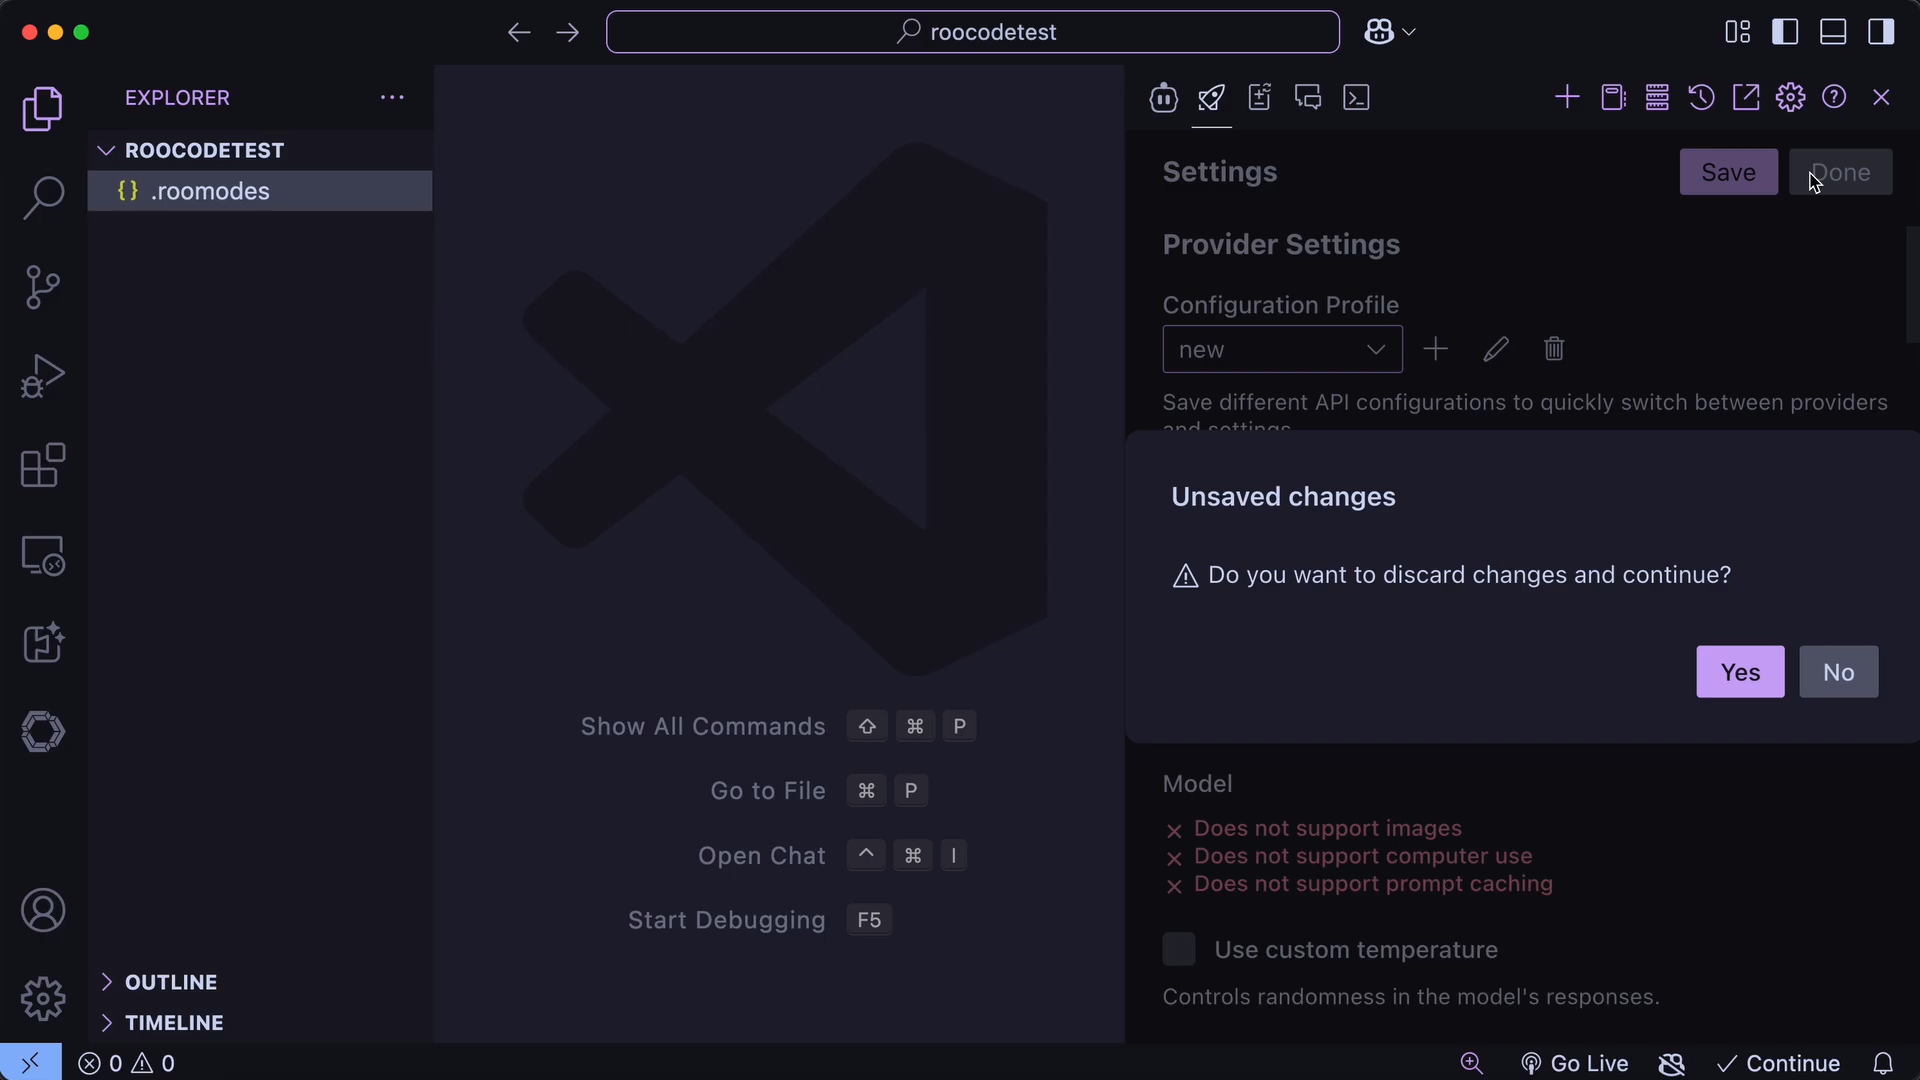 roocodetest
EXPLORER
ROOCODETEST
{} .roomodes
Show All Commands ⇧ ⌘ P
Go to File ⌘ P
Open Chat ^ ⌘ I
Start Debugging F5
OUTLINE
TIMELINE
Settings
Save
Done
Provider Settings
Configuration Profile
new
Save different API configurations to quickly switch between providers
and settings
Unsaved changes
Do you want to discard changes and continue?
Yes
No
Model
Does not support images
Does not support computer use
Does not support prompt caching
Use custom temperature
Controls randomness in the model's responses.
0 0
Go Live
Continue